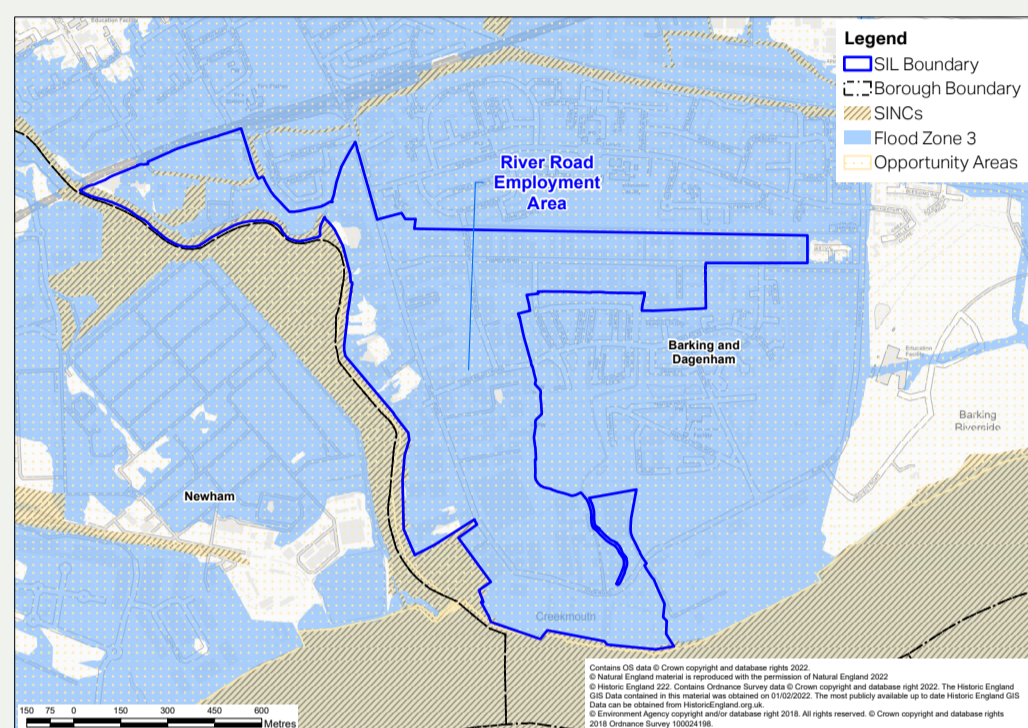 Education Facility
Legend
SIL Boundary
Borough Boundary
SINCs
Flood Zone 3
Opportunity Areas
River Road
Employment
Area
Barking and
Dagenham
Education
Facility
Barking
Riverside
Newham
Creekmouth
150 75 0 150 300 450 600
Metres
Contains OS data © Crown copyright and database rights 2022.
© Natural England material is reproduced with the permission of Natural England 2022
© Historic England 222. Contains Ordnance Survey data © Crown copyright and database right 2022. The Historic England
GIS Data contained in this material was obtained on 01/02/2022. The most publicly available up to date Historic England GIS
Data can be obtained from HistoricEngland.org.uk.
© Environment Agency copyright and/or database right 2018. All rights reserved. © Crown copyright and database rights
2018 Ordnance Survey 100024198.